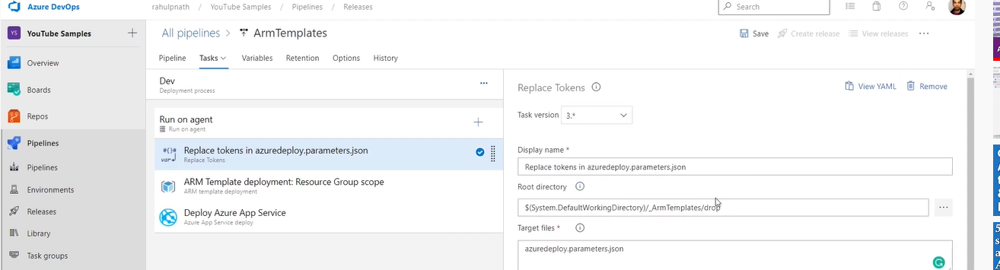 Azure DevOps
rahulpnath / YouTube Samples / Pipelines / Releases
Search
YS YouTube Samples
All pipelines > ArmTemplates
Save Create release View releases
Overview
Boards
Repos
Pipelines
Pipelines
Environments
Releases
Library
Task groups
Pipeline Tasks Variables Retention Options History
Dev
Deployment process
Run on agent
Run on agent
Replace tokens in azuredeploy.parameters.json
Replace Tokens
ARM Template deployment: Resource Group scope
ARM template deployment
Deploy Azure App Service
Azure App Service deploy
Replace Tokens
View YAML Remove
Task version 3.*
Display name *
Replace tokens in azuredeploy.parameters.json
Root directory
$(System.DefaultWorkingDirectory)/_ArmTemplates/drop
Target files *
azuredeploy.parameters.json